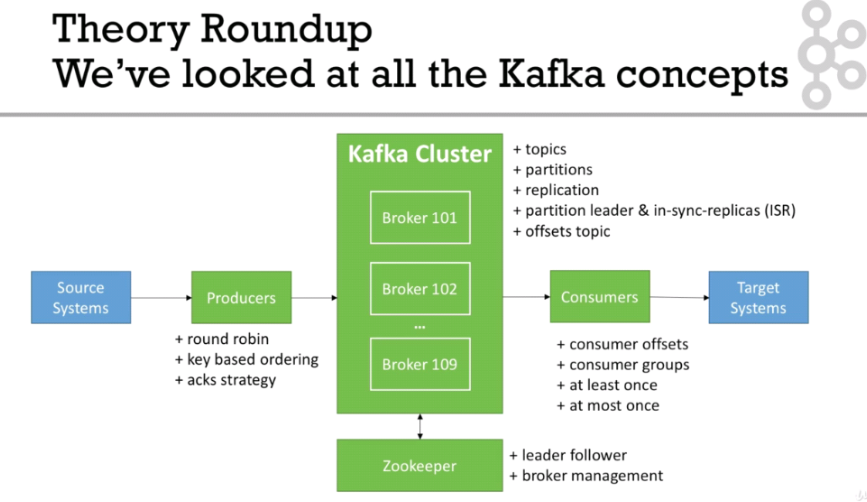 Theory Roundup
We've looked at all the Kafka concepts
Kafka Cluster
Broker 101
Broker 102
...
Broker 109
+ topics
+ partitions
+ replication
+ partition leader & in-sync-replicas (ISR)
+ offsets topic
Source
Systems
Producers
+ round robin
+ key based ordering
+ acks strategy
Consumers
+ consumer offsets
+ consumer groups
+ at least once
+ at most once
Target
Systems
Zookeeper
+ leader follower
+ broker management